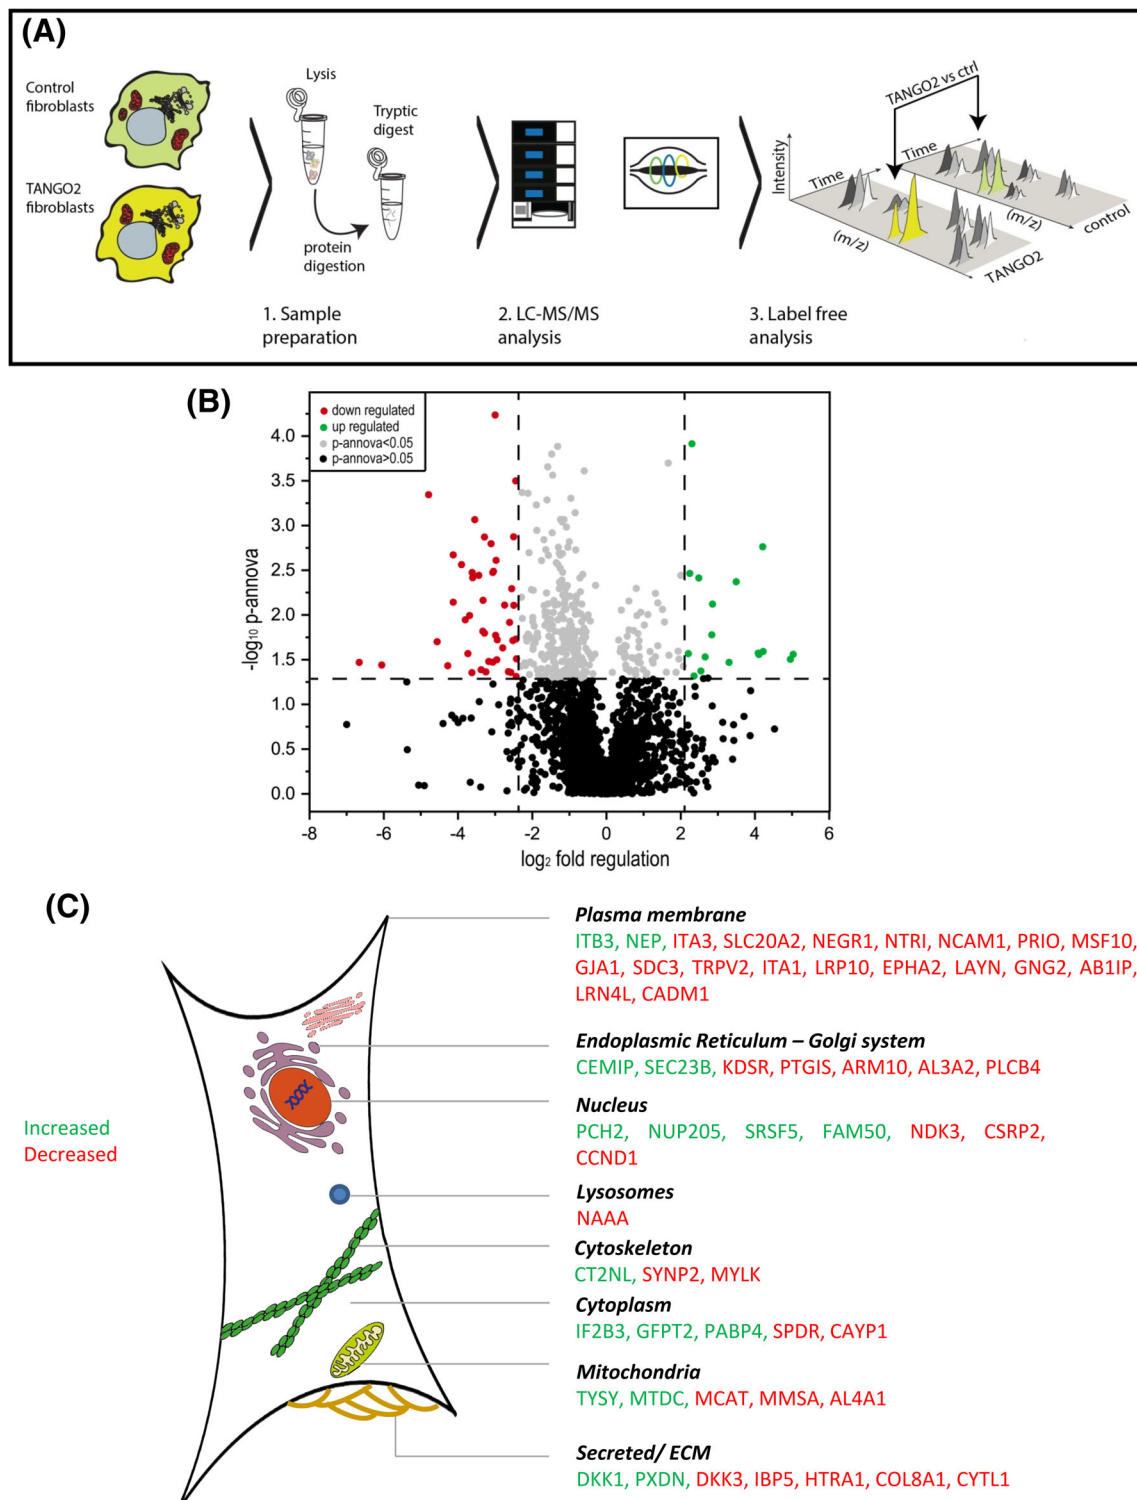 (A)
Control
fibroblasts
TANGO2
fibroblasts
Lysis
Tryptic
digest
protein
digestion
1. Sample
preparation
2. LC-MS/MS
analysis
3. Label free
analysis
TANGO2 vs ctrl
Intensity
Time
Time
(m/z)
(m/z)
control
TANGO2
(B)
down regulated
up regulated
p-annova<0.05
p-annova>0.05
-log10 p-annova
4.0
3.5
3.0
2.5
2.0
1.5
1.0
0.5
0.0
-8 -6 -4 -2 0 2 4 6
log2 fold regulation
(C)
Increased
Decreased
Plasma membrane
ITB3, NEP, ITA3, SLC20A2, NEGR1, NTRI, NCAM1, PRIO, MSF10,
GJA1, SDC3, TRPV2, ITA1, LRP10, EPHA2, LAYN, GNG2, AB1IP,
LRN4L, CADM1
Endoplasmic Reticulum – Golgi system
CEMIP, SEC23B, KDSR, PTGIS, ARM10, AL3A2, PLCB4
Nucleus
PCH2, NUP205, SRSF5, FAM50, NDK3, CSRP2,
CCND1
Lysosomes
NAAA
Cytoskeleton
CT2NL, SYNP2, MYLK
Cytoplasm
IF2B3, GFPT2, PABP4, SPDR, CAYP1
Mitochondria
TYSY, MTDC, MCAT, MMSA, AL4A1
Secreted/ ECM
DKK1, PXDN, DKK3, IBP5, HTRA1, COL8A1, CYTL1